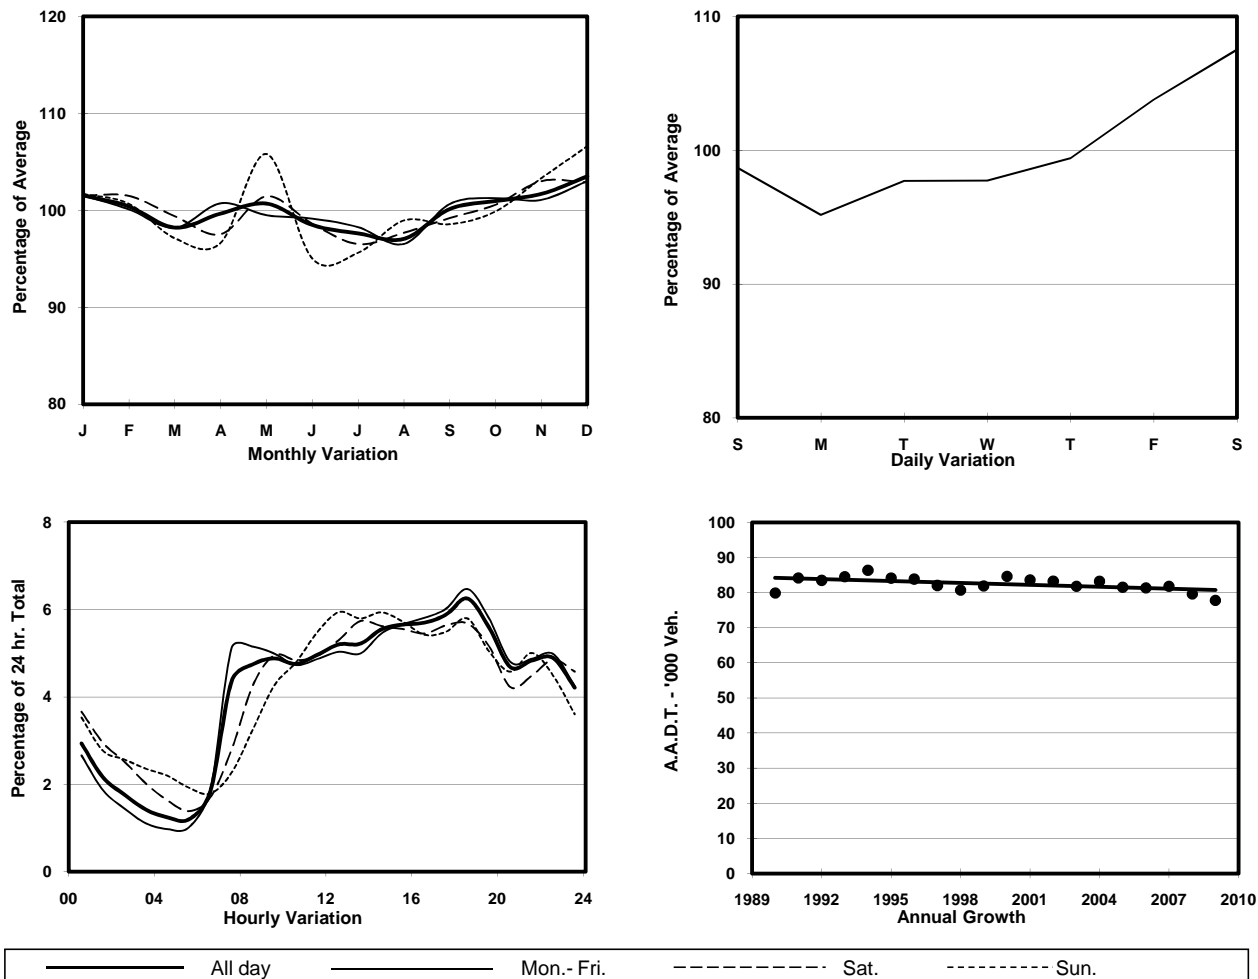 120
110
100
90
80
Percentage of Average
J F M A M J J A S O N D
Monthly Variation
110
100
90
80
Percentage of Average
S M T W T F S
Daily Variation
8
6
4
2
0
Percentage of 24 hr. Total
00 04 08 12 16 20 24
Hourly Variation
100
90
80
70
60
50
40
30
20
10
0
A.A.D.T. - '000 Veh.
1989 1992 1995 1998 2001 2004 2007 2010
Annual Growth
All day Mon.- Fri. Sat. Sun.